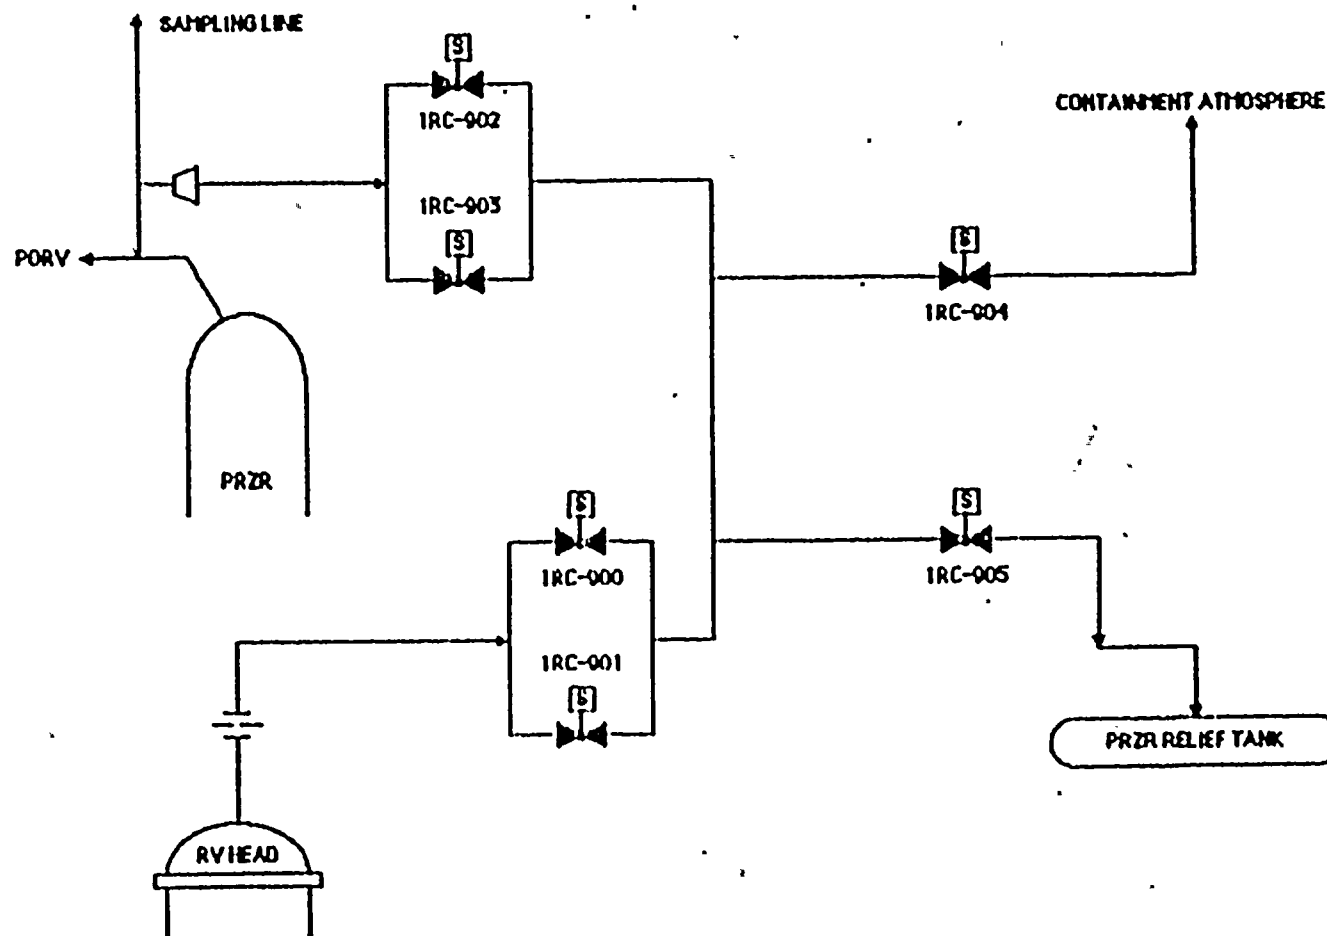 SAMPLING LINE
S
1RC-902
CONTAINMENT ATMOSPHERE
1RC-903
S
S
PORV
1RC-904
PRZR
S
S
1RC-900
1RC-905
1RC-901
S
PRZR RELIEF TANK
RV HEAD